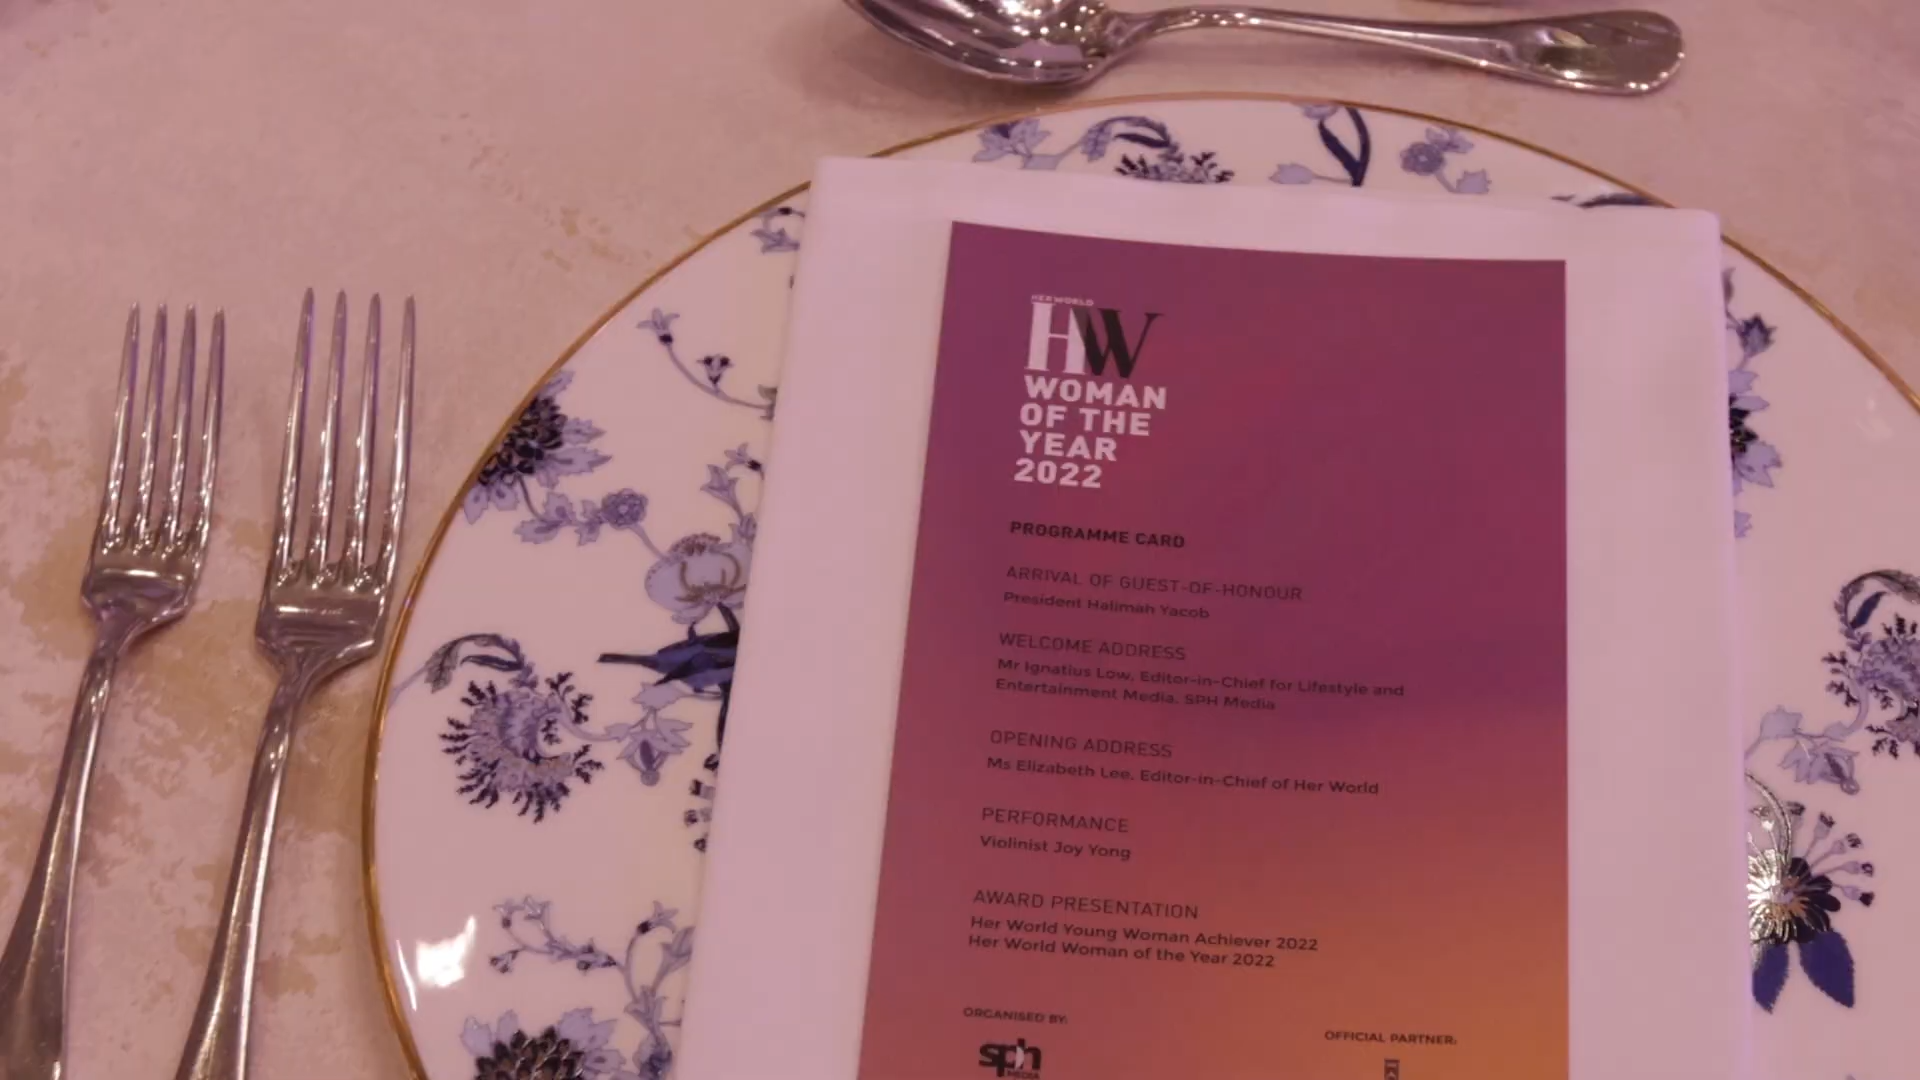 HER WORLD
HW
WOMAN
OF THE
YEAR
2022
PROGRAMME CARD
ARRIVAL OF GUEST-OF-HONOUR
President Halimah Yacob
WELCOME ADDRESS
Mr Ignatius Low, Editor-in-Chief for Lifestyle and
Entertainment Media, SPH Media
OPENING ADDRESS
Ms Elizabeth Lee, Editor-in-Chief of Her World
PERFORMANCE
Violinist Joy Yong
AWARD PRESENTATION
Her World Young Woman Achiever 2022
Her World Woman of the Year 2022
ORGANISED BY:
OFFICIAL PARTNER:
sph
MEDIA